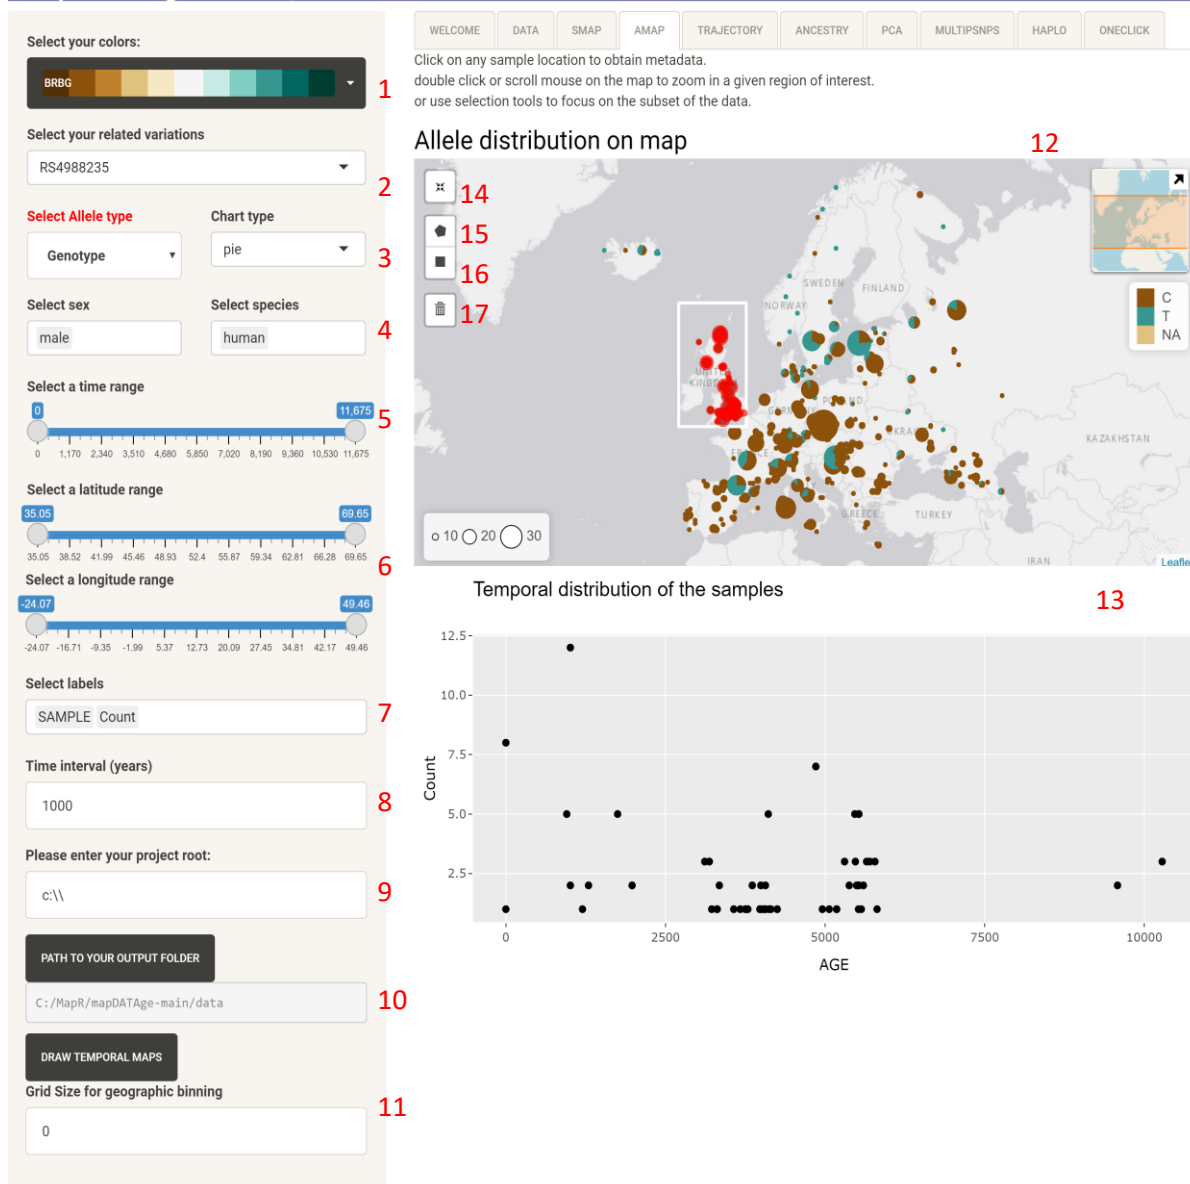 Select your colors:
BRBG
1
Select your related variations
RS4988235
2
Select Allele type
Chart type
Genotype
pie
3
Select sex
Select species
male
human
4
Select a time range
0
11,675
5
0 1,170 2,340 3,510 4,680 5,850 7,020 8,190 9,360 10,530 11,675
Select a latitude range
35.05
69.65
35.05 38.52 41.99 45.46 48.93 52.4 55.87 59.34 62.81 66.28 69.65
6
Select a longitude range
-24.07
49.46
-24.07 -16.71 -9.35 -1.99 5.37 12.73 20.09 27.45 34.81 42.17 49.46
Select labels
SAMPLE Count
7
Time interval (years)
1000
8
Please enter your project root:
c:\\
9
PATH TO YOUR OUTPUT FOLDER
C:/MapR/mapDATAge-main/data
10
DRAW TEMPORAL MAPS
Grid Size for geographic binning
11
0
WELCOME DATA SMAP AMAP TRAJECTORY ANCESTRY PCA MULTIPSNPS HAPLO ONECLICK
Click on any sample location to obtain metadata.
double click or scroll mouse on the map to zoom in a given region of interest.
or use selection tools to focus on the subset of the data.
Allele distribution on map
12
14
15
16
17
SWEDEN
FINLAND
NORWAY
C
T
NA
UNITED
KINGDOM
POLAND
KAZAKHSTAN
GREECE
TURKEY
IRAN
10 20 30
Leafle
Temporal distribution of the samples
13
12.5
10.0
7.5
5.0
2.5
Count
0 2500 5000 7500 10000
AGE